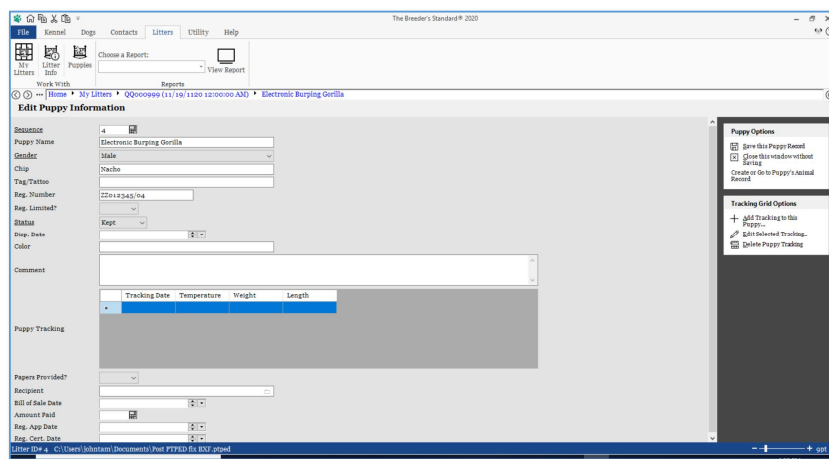 The Breeder's Standard® 2020
File Kennel Dogs Contacts Litters Utility Help
My Litters
Litter Info
Puppies
Choose a Report:
View Report
Work With
Reports
Home ‣ My Litters ‣ QQ000999 (11/19/1120 12:00:00 AM) ‣ Electronic Burping Gorilla
Edit Puppy Information
Sequence 4
Puppy Name Electronic Burping Gorilla
Gender Male
Chip Nacho
Tag/Tattoo
Reg. Number ZZ012345/04
Reg. Limited?
Status Kept
Disp. Date
Color
Comment
Tracking Date Temperature Weight Length
Puppy Tracking
Papers Provided?
Recipient
Bill of Sale Date
Amount Paid
Reg. App Date
Reg. Cert. Date
Puppy Options
Save this Puppy Record
Close this window without
Saving
Create or Go to Puppy's Animal
Record
Tracking Grid Options
Add Tracking to this
Puppy...
Edit Selected Tracking...
Delete Puppy Tracking
Litter ID# 4 C:\Users\johntam\Documents\Post PTPED fix BXF.ptped
9pt